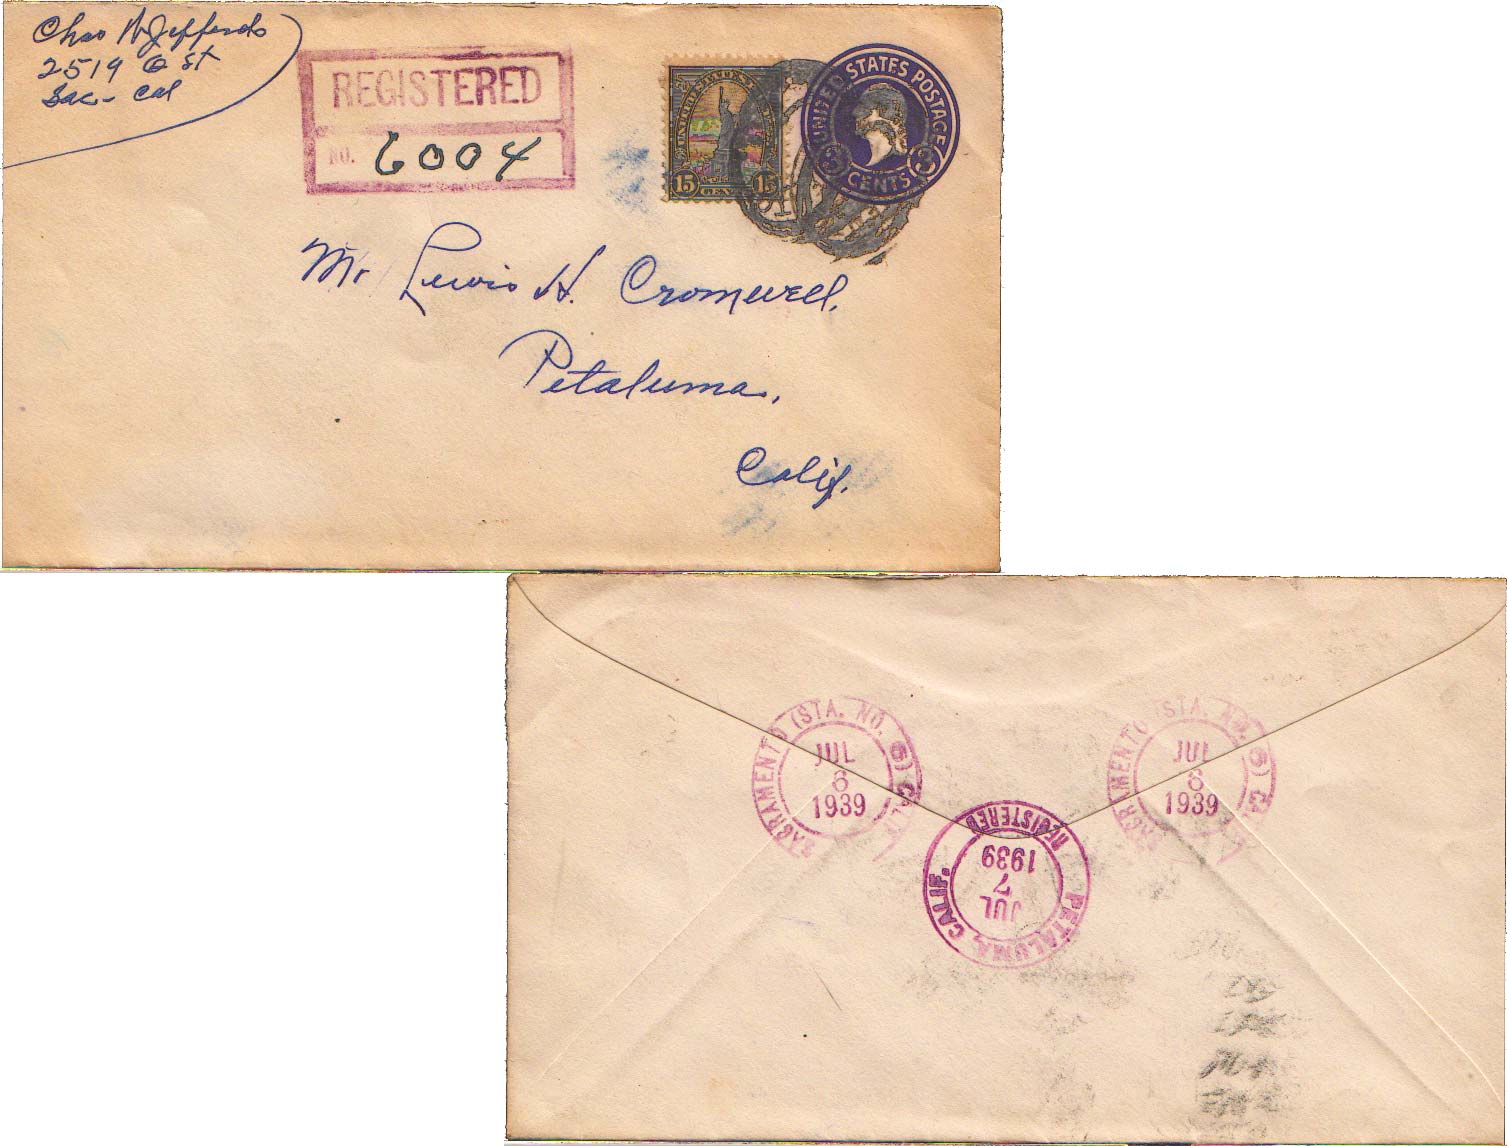 Chas W Jeffords
2519 G St
Sac - Cal
REGISTERED
NO. 6004
UNITED STATES POSTAGE
3 CENTS 3
15 CENTS 15
Mr Lewis H. Cromwell,
Petaluma,
Calif.
SACRAMENTO (STA. NO. 6) CALIF.
JUL
6
1939
SACRAMENTO (STA. NO. 6) CALIF.
JUL
6
1939
PETALUMA, CALIF.
REGISTERED
JUL
7
1939